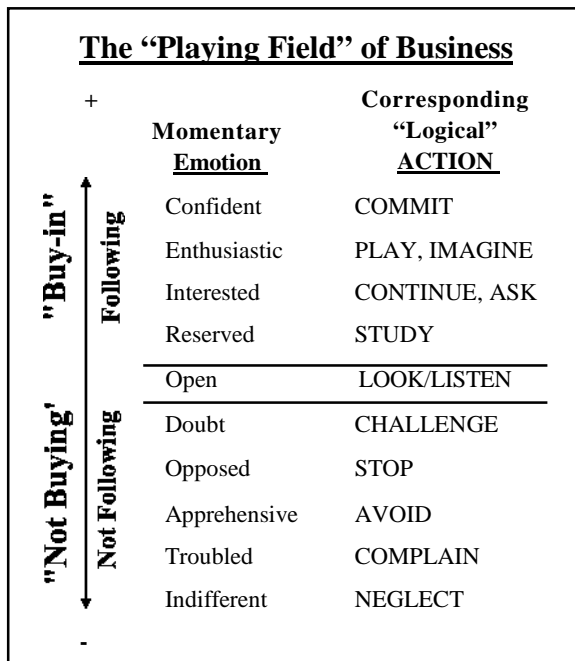 The “Playing Field” of Business
+
Corresponding
Momentary “Logical”
Emotion ACTION
Confident COMMIT
Enthusiastic PLAY, IMAGINE
Interested CONTINUE, ASK
Reserved STUDY
Open LOOK/LISTEN
Doubt CHALLENGE
Opposed STOP
Apprehensive AVOID
Troubled COMPLAIN
Indifferent NEGLECT
-
"Buy-in"
Following
"Not Buying'
Not Following